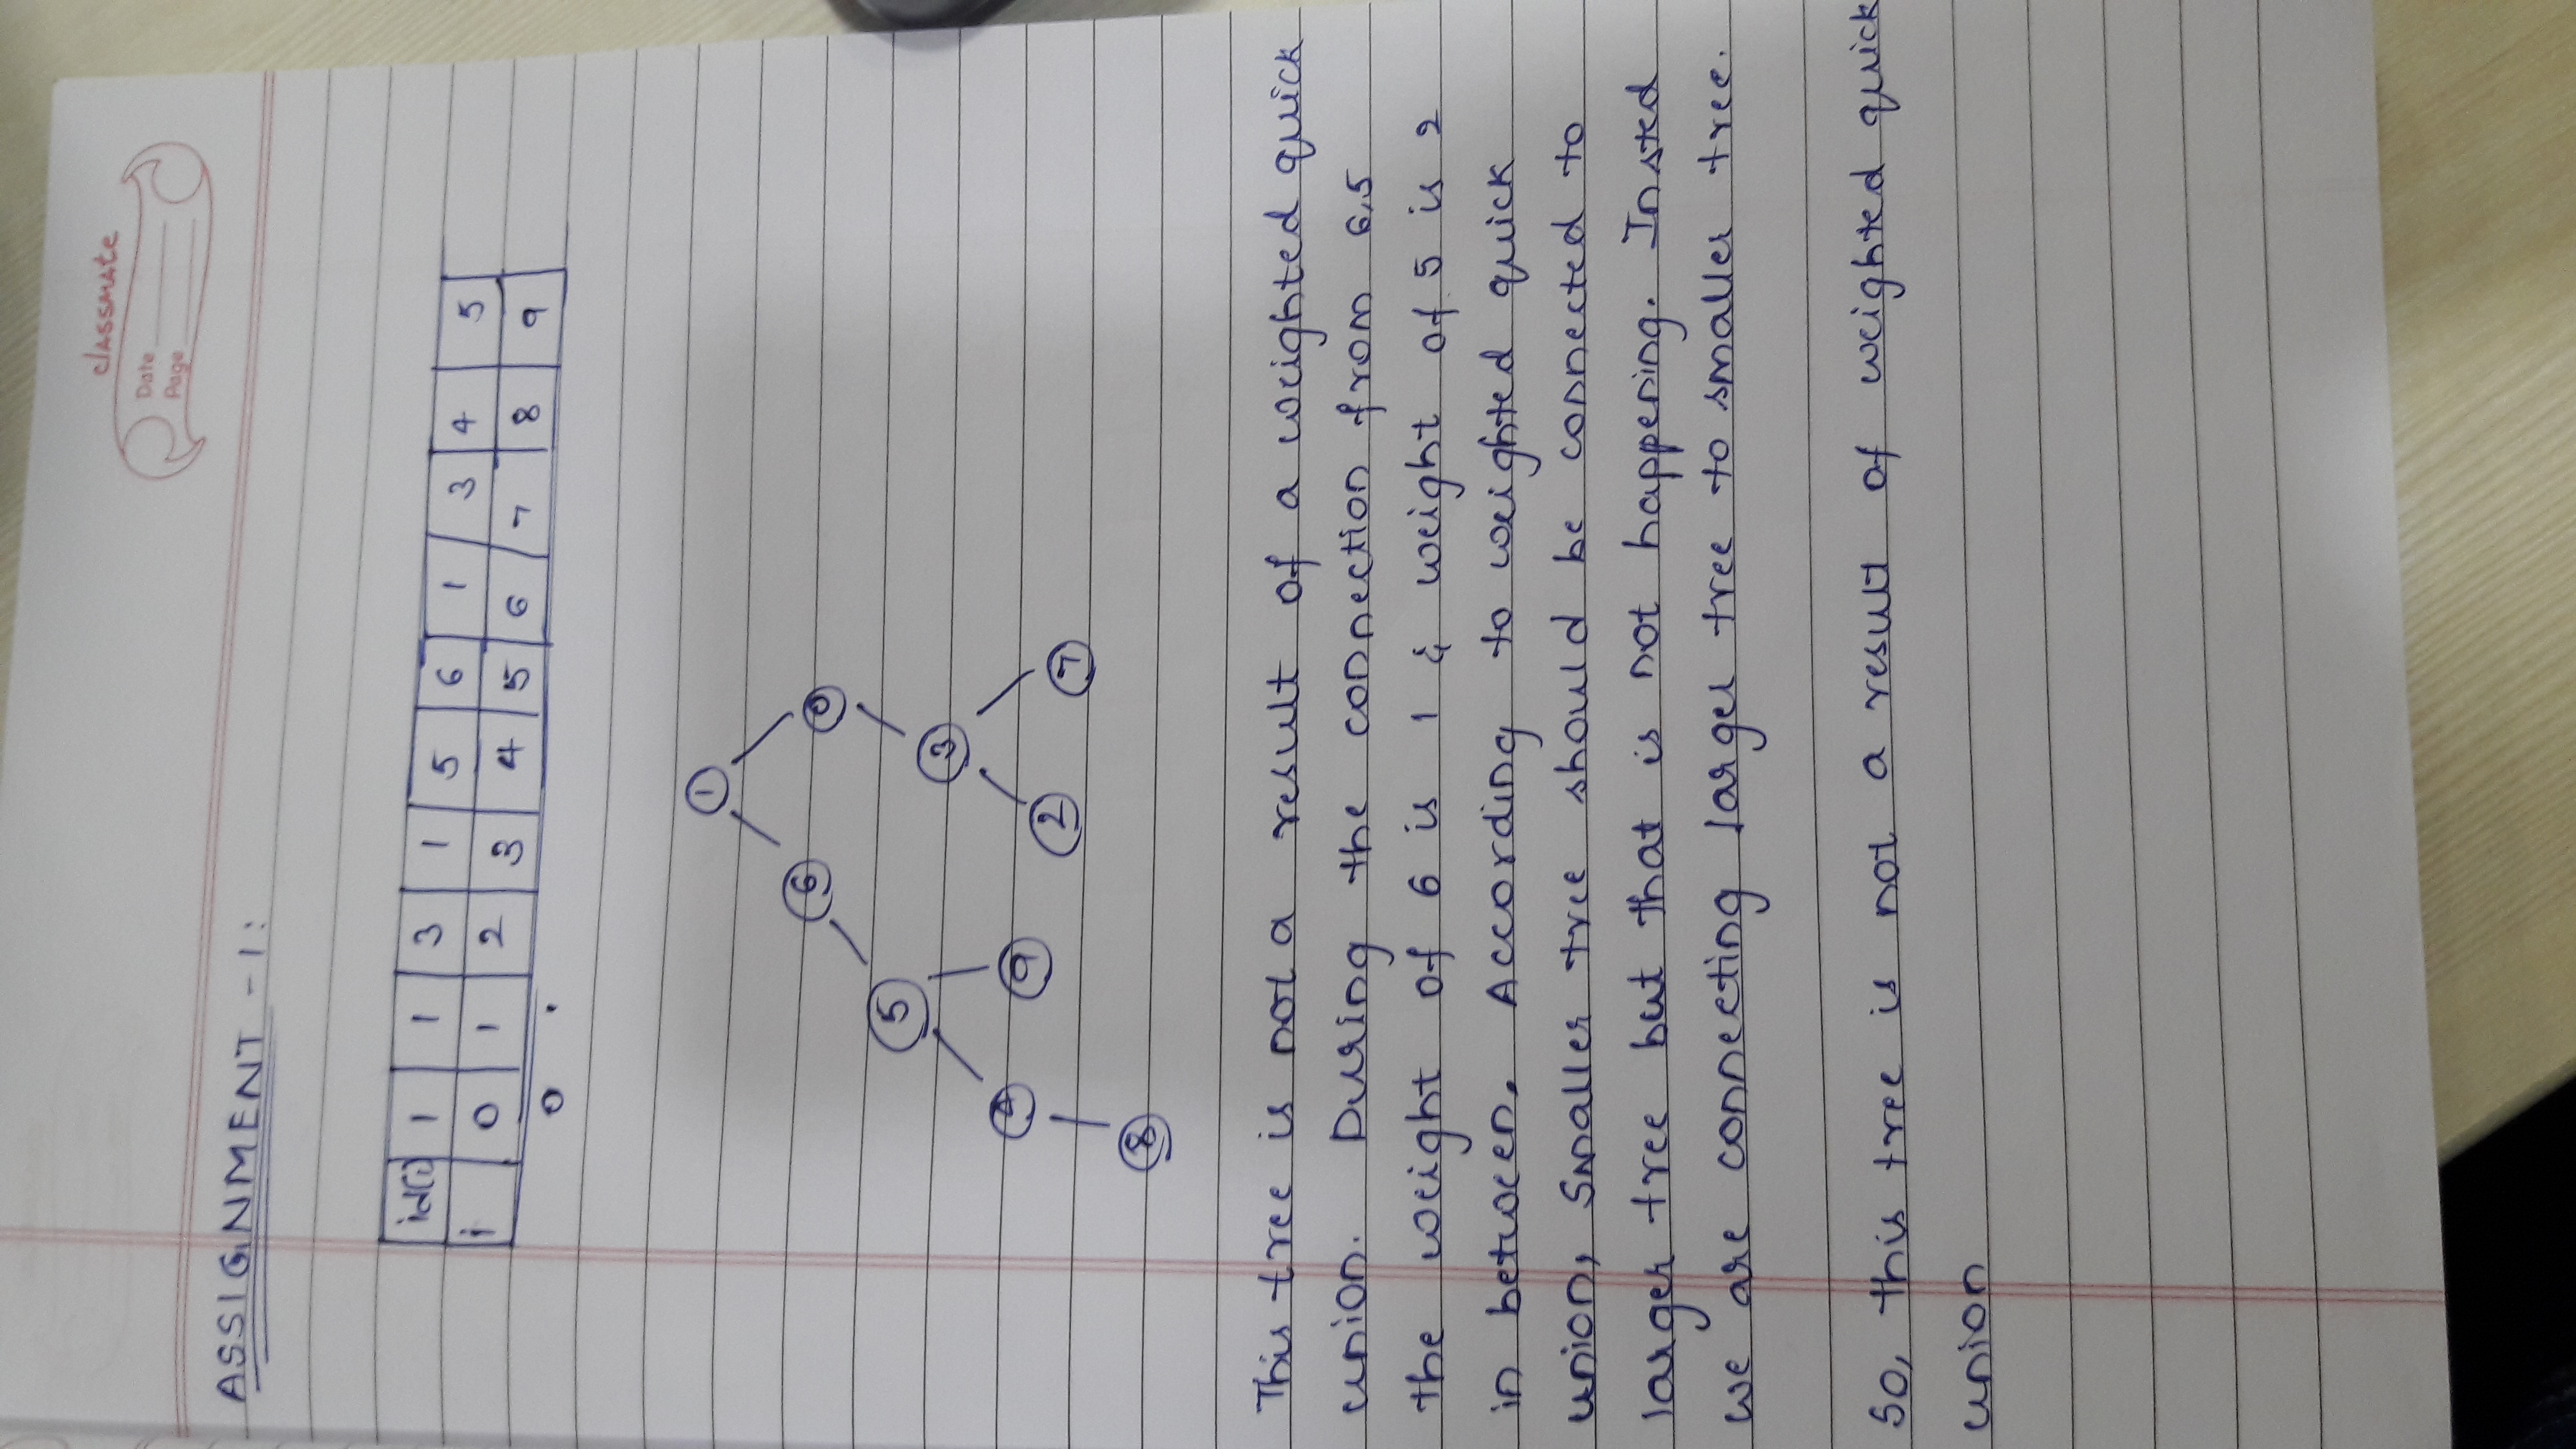 classmate
Date
Page
ASSIGNMENT - 1:
id(i) 1 1 3 1 5 6 1 3 4 5
i 0 1 2 3 4 5 6 7 8 9
0 .
1
6 0
5
3
4 9
2 7
8
This tree is not a result of a weighted quick
union. During the connection from 6,5
the weight of 6 is 1 & weight of 5 is 2
in between. According to weighted quick
union, Smaller tree should be connected to
larger tree but that is not happening. Insted
we are connecting larger tree to smaller tree.
So, this tree is not a result of weighted quick
union